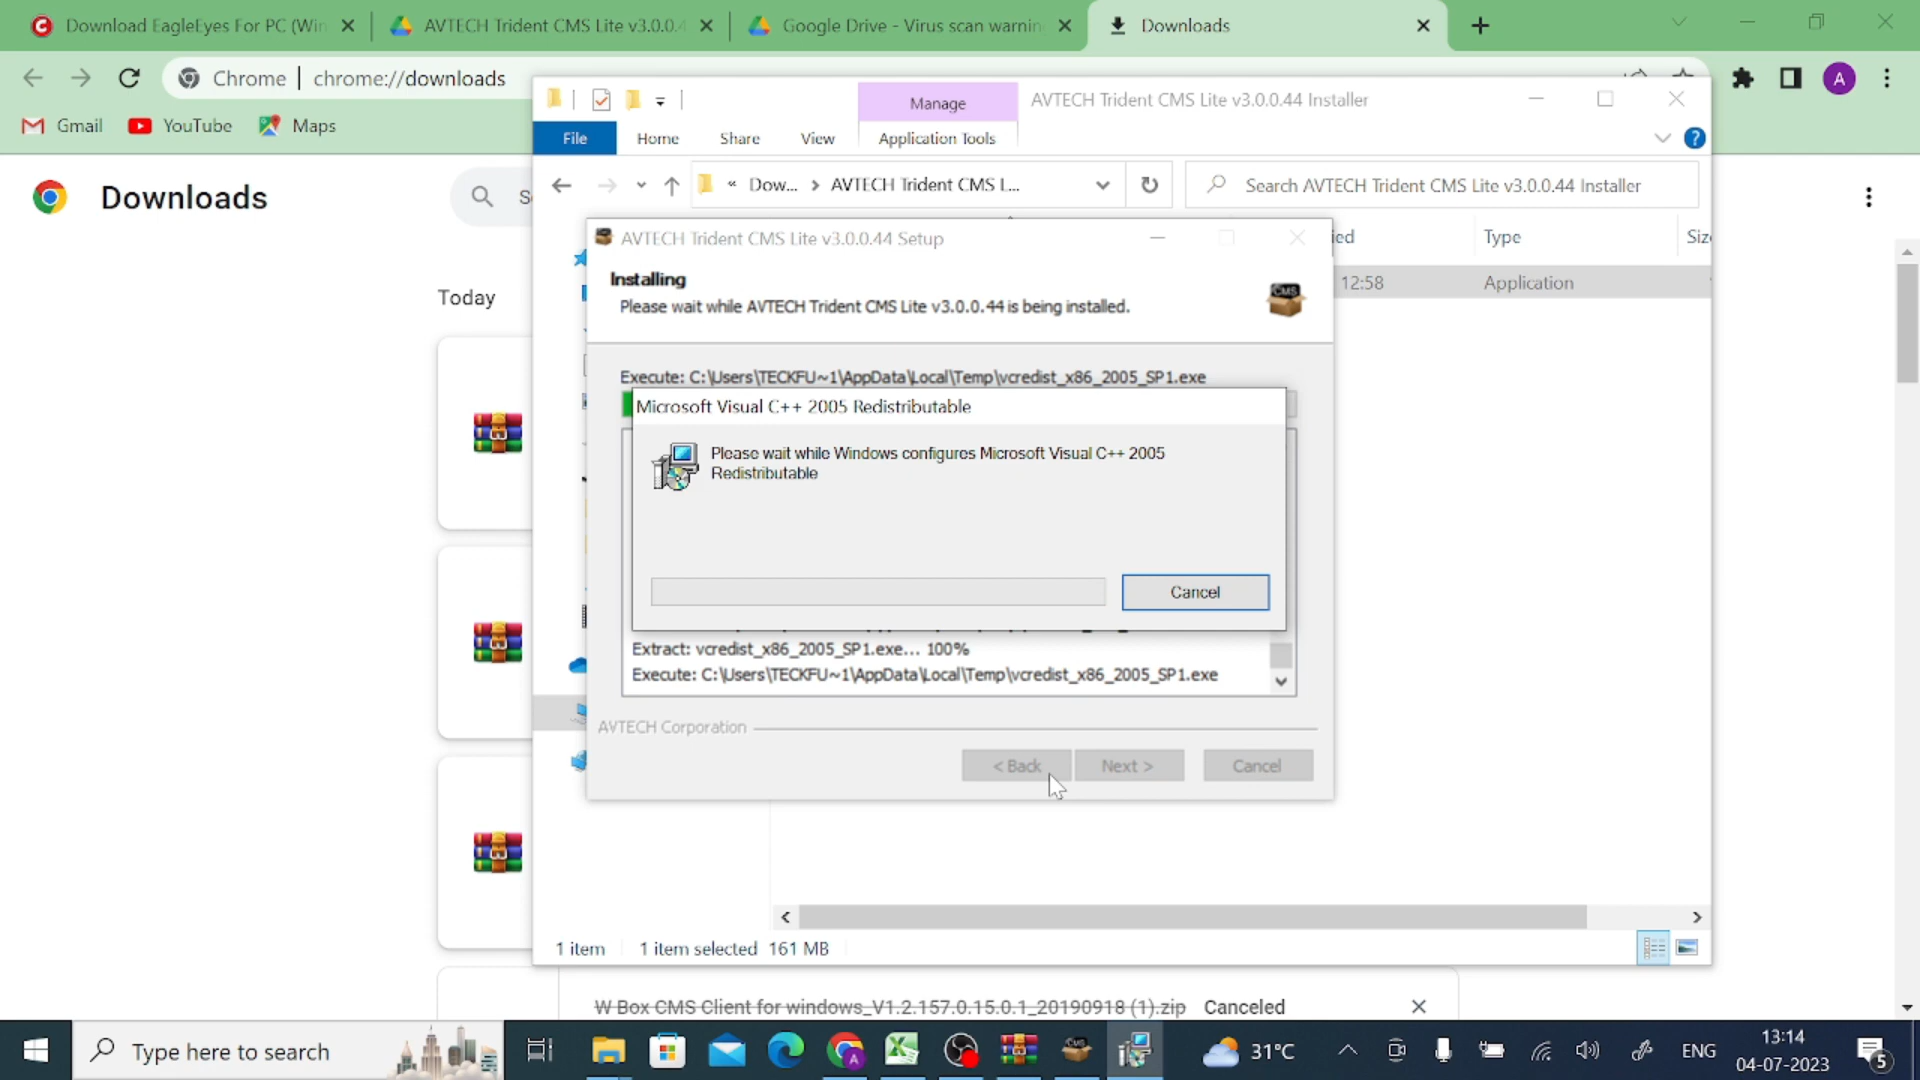 Download EagleEyes For PC (Win
AVTECH Trident CMS Lite v3.0.0.4
Google Drive - Virus scan warning
Downloads
Chrome
chrome://downloads
Gmail
YouTube
Maps
Downloads
Today
Manage
AVTECH Trident CMS Lite v3.0.0.44 Installer
File
Home
Share
View
Application Tools
« Dow... > AVTECH Trident CMS L...
Search AVTECH Trident CMS Lite v3.0.0.44 Installer
Type
12:58
Application
AVTECH Trident CMS Lite v3.0.0.44 Setup
Installing
Please wait while AVTECH Trident CMS Lite v3.0.0.44 is being installed.
CMS
Execute: C:\Users\TECKFU~1\AppData\Local\Temp\vcredist_x86_2005_SP1.exe
Microsoft Visual C++ 2005 Redistributable
Please wait while Windows configures Microsoft Visual C++ 2005
Redistributable
Cancel
Extract: vcredist_x86_2005_SP1.exe... 100%
Execute: C:\Users\TECKFU~1\AppData\Local\Temp\vcredist_x86_2005_SP1.exe
AVTECH Corporation
< Back
Next >
Cancel
1 item
1 item selected 161 MB
W Box CMS Client for windows_V1.2.157.0.15.0.1_20190918 (1).zip
Canceled
Type here to search
31°C
ENG
13:14
04-07-2023
5